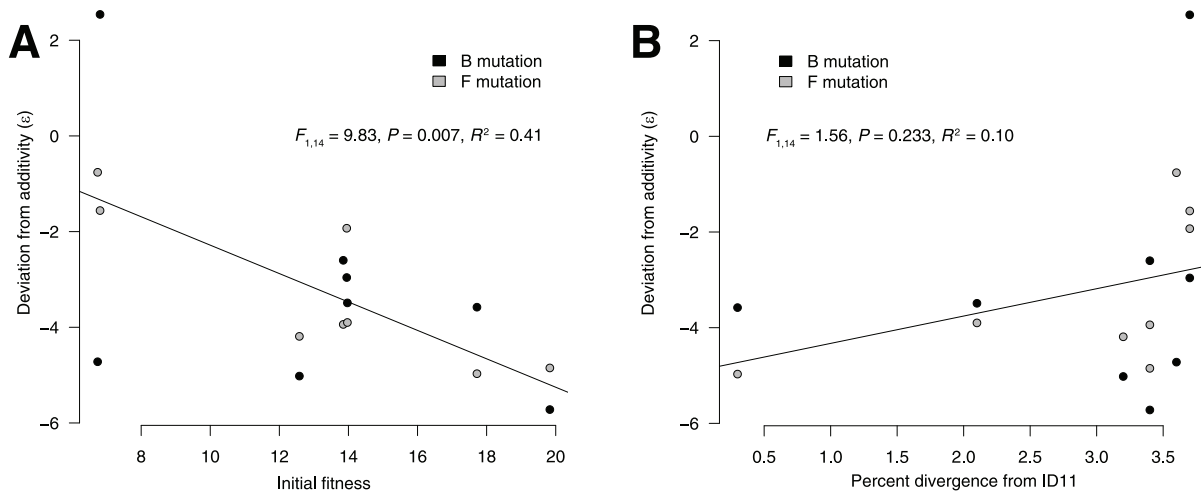 A
B mutation
F mutation
F1,14 = 9.83, P = 0.007, R2 = 0.41
Deviation from additivity (ε)
2
0
−2
−4
−6
8 10 12 14 16 18 20
Initial fitness
B
B mutation
F mutation
F1,14 = 1.56, P = 0.233, R2 = 0.10
Deviation from additivity (ε)
2
0
−2
−4
−6
0.5 1.0 1.5 2.0 2.5 3.0 3.5
Percent divergence from ID11